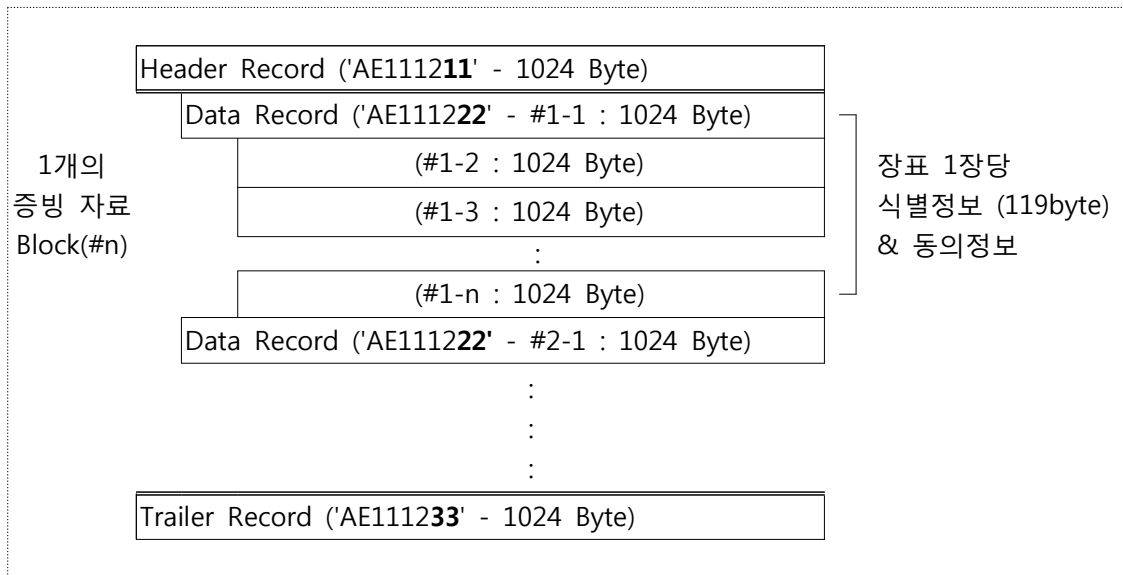 Header Record ('AE111211' - 1024 Byte)
Data Record ('AE111222' - #1-1 : 1024 Byte)
(#1-2 : 1024 Byte)
(#1-3 : 1024 Byte)
:
(#1-n : 1024 Byte)
Data Record ('AE111222' - #2-1 : 1024 Byte)
:
:
:
Trailer Record ('AE111233' - 1024 Byte)
1개의
증빙 자료
Block(#n)
장표 1장당
식별정보 (119byte)
& 동의정보